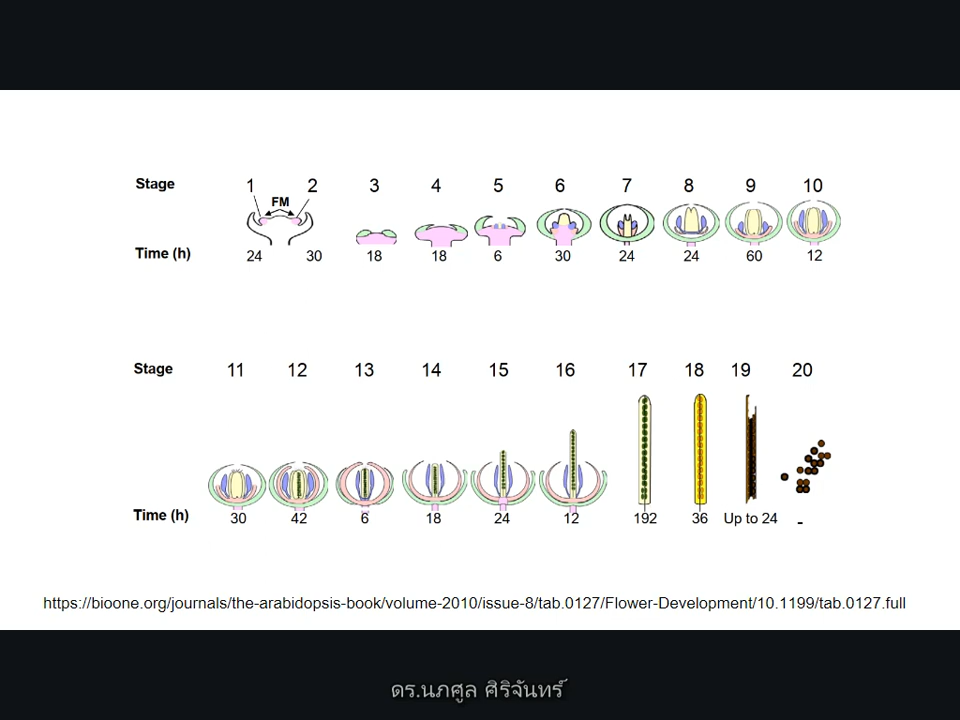 Stage 1 2 3 4 5 6 7 8 9 10
FM
Time (h) 24 30 18 18 6 30 24 24 60 12
Stage 11 12 13 14 15 16 17 18 19 20
Time (h) 30 42 6 18 24 12 192 36 Up to 24 -
https://bioone.org/journals/the-arabidopsis-book/volume-2010/issue-8/tab.0127/Flower-Development/10.1199/tab.0127.full
ดร.นภศูล ศิริจันทร์